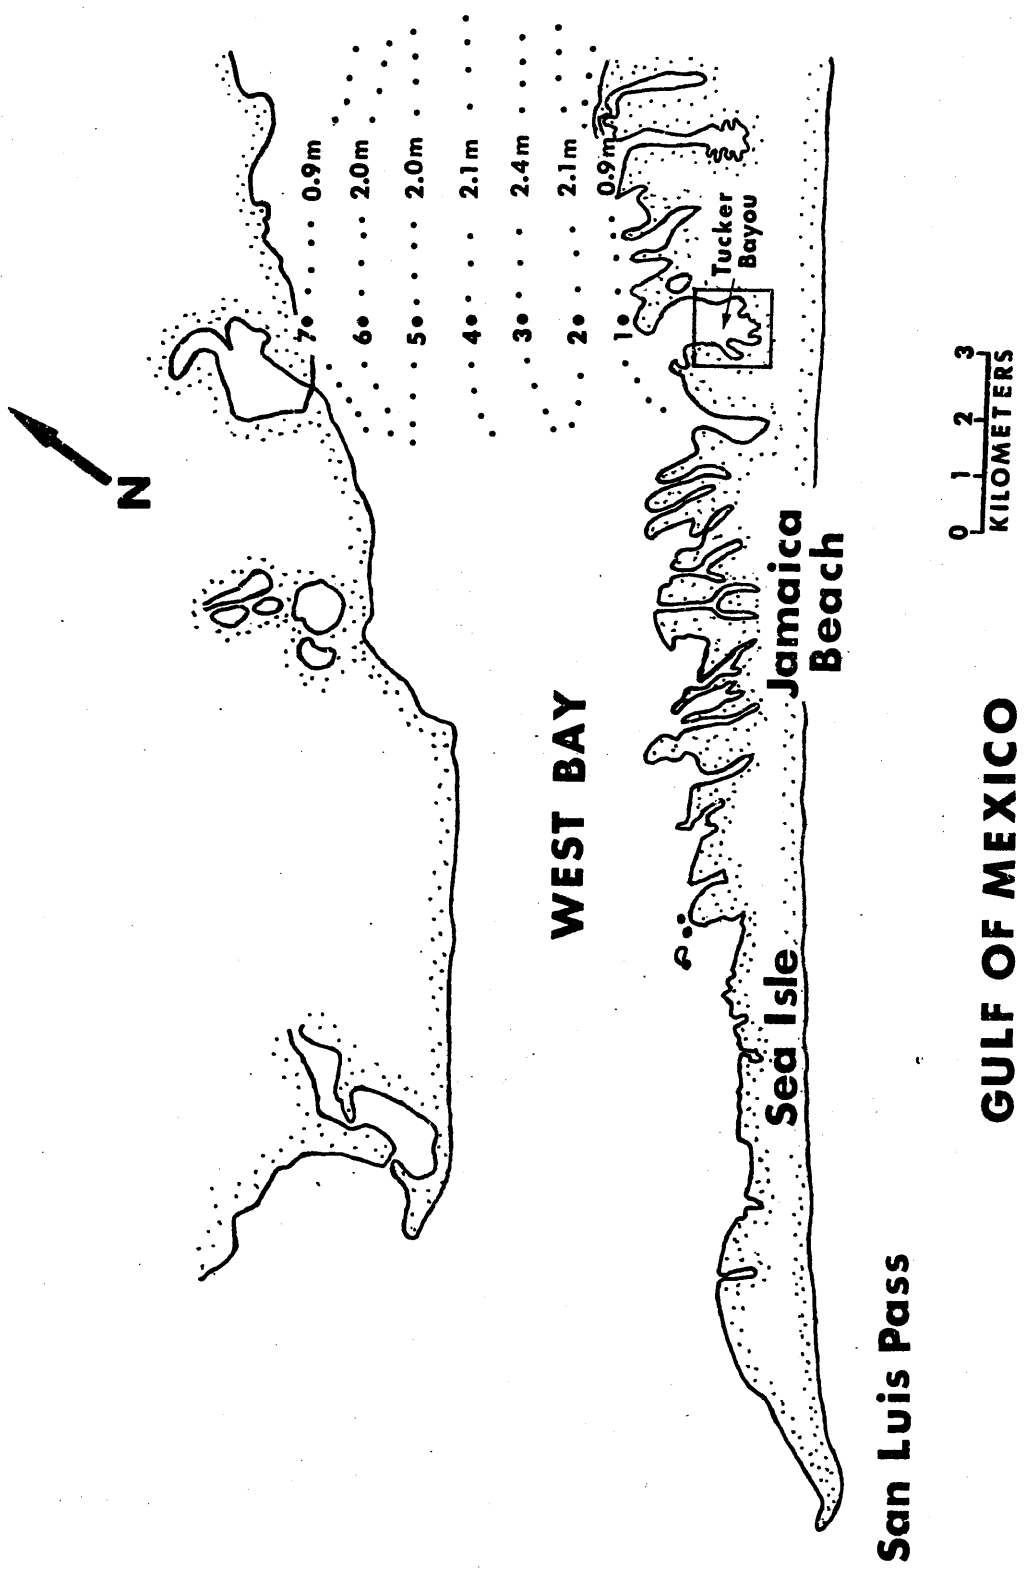 N
7 0.9m
6 2.0m
5 2.0m
4 2.1m
3 2.4m
2 2.1m
1 0.9m
Tucker
Bayou
WEST BAY
Jamaica
Beach
Sea Isle
San Luis Pass
GULF OF MEXICO
0 1 2 3
KILOMETERS